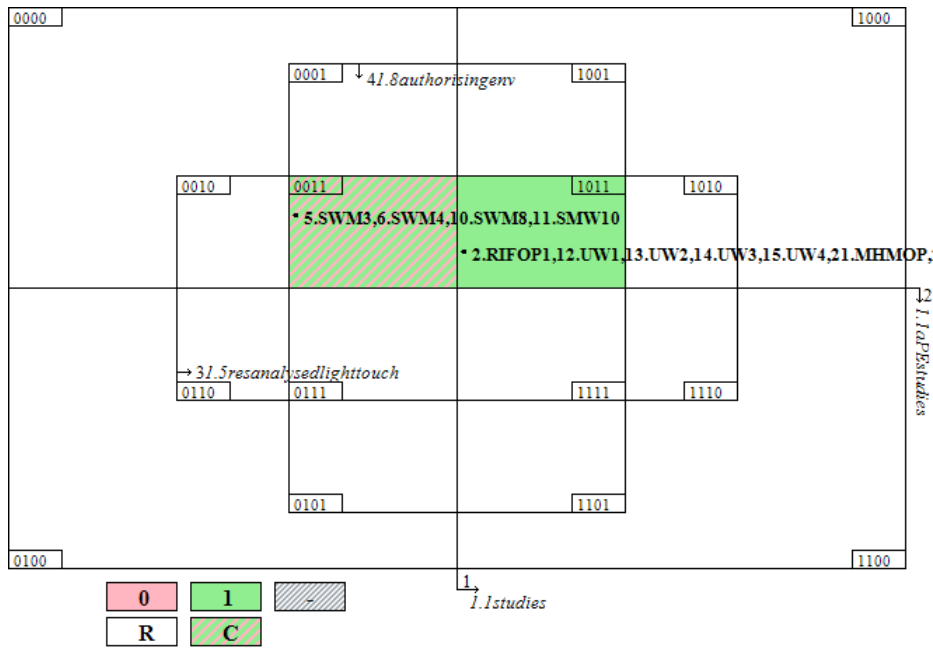 0000 1000
0001 41.8authorisingenv 1001
0010 0011 1011 1010
5.SWM3,6.SWM4,10.SWM8,11.SMW10
2.RIFOP1,12.UW1,13.UW2,14.UW3,15.UW4,21.MHMOP,
2
1.1aPEstudies
31.5resanalysedlighttouch
0110 0111 1111 1110
0101 1101
0100 1100
1
1.1studies
0 1 -
R C